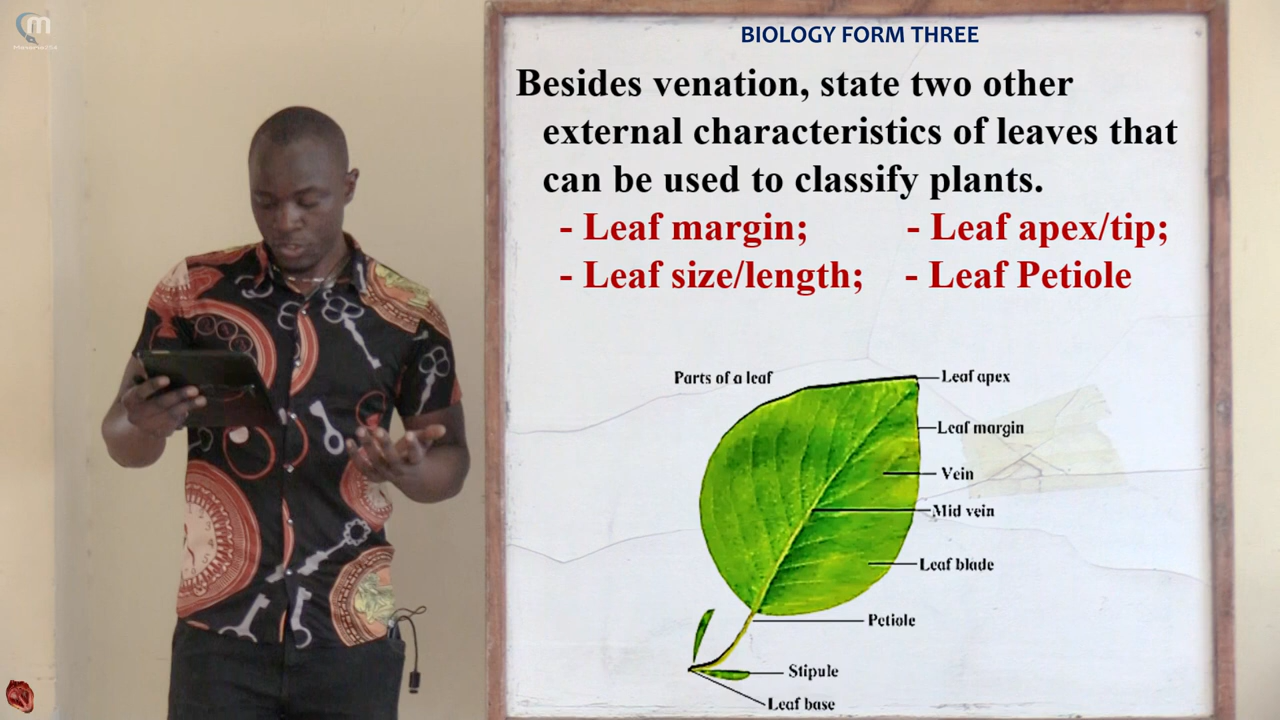 BIOLOGY FORM THREE
Besides venation, state two other
external characteristics of leaves that
can be used to classify plants.
- Leaf margin; - Leaf apex/tip;
- Leaf size/length; - Leaf Petiole
Parts of a leaf
Leaf apex
Leaf margin
Vein
Mid vein
Leaf blade
Petiole
Stipule
Leaf base